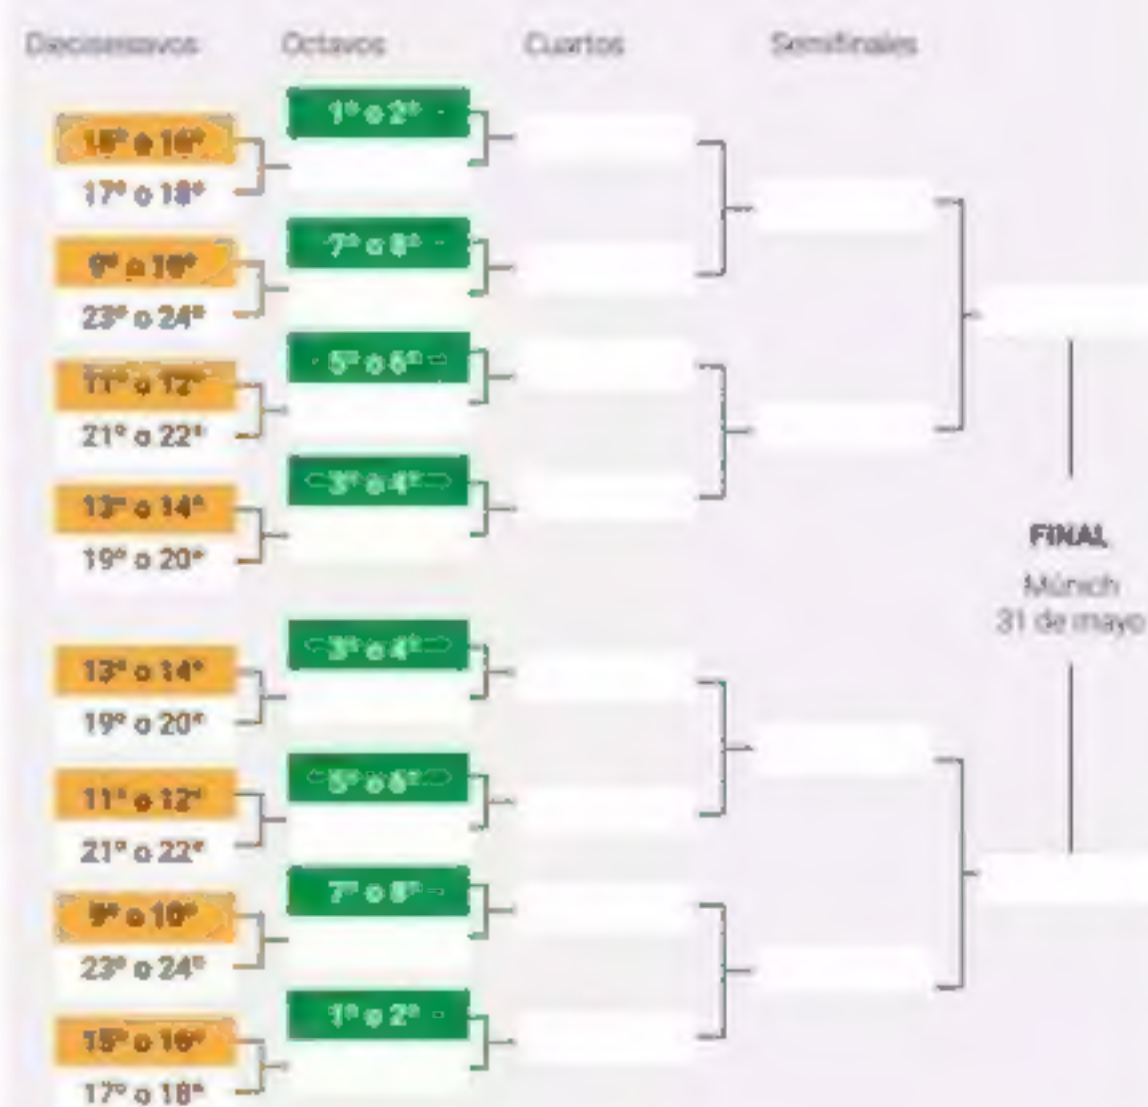 Dieciseisavos
Octavos
Cuartos
Semifinales
1º o 2º
15º o 16º
17º o 18º
7º o 8º
9º o 10º
23º o 24º
5º o 6º
11º o 12º
21º o 22º
3º o 4º
13º o 14º
19º o 20º
FINAL
Múnich
31 de mayo
3º o 4º
13º o 14º
19º o 20º
5º o 6º
11º o 12º
21º o 22º
7º o 8º
9º o 10º
23º o 24º
1º o 2º
15º o 16º
17º o 18º